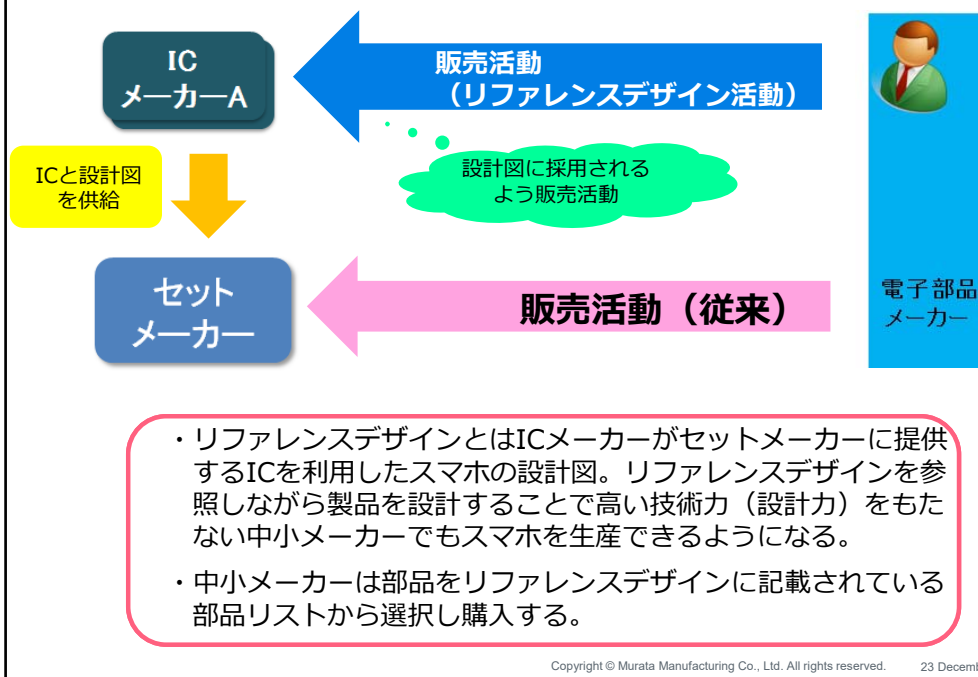 IC
メーカーA
販売活動
（リファレンスデザイン活動）
ICと設計図
を供給
設計図に採用される
よう販売活動
セット
メーカー
販売活動（従来）
電子部品
メーカー
・リファレンスデザインとはICメーカーがセットメーカーに提供
するICを利用したスマホの設計図。リファレンスデザインを参
照しながら製品を設計することで高い技術力（設計力）をもた
ない中小メーカーでもスマホを生産できるようになる。
・中小メーカーは部品をリファレンスデザインに記載されている
部品リストから選択し購入する。
Copyright © Murata Manufacturing Co., Ltd. All rights reserved. 23 Decemb